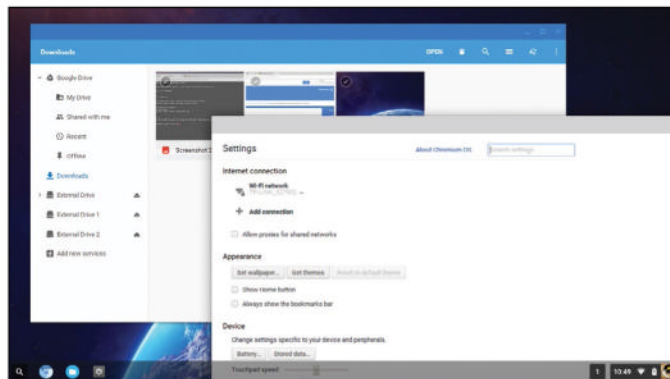 Downloads
OPEN
Google Drive
My Drive
Shared with me
Recent
Offline
Downloads
External Drive
External Drive 1
External Drive 2
Add new services
Screenshot
Settings
About Chromium OS
Search settings
Internet connection
Wi-Fi network
Add connection
Allow proxies for shared networks
Appearance
Set wallpaper... Get themes Reset to default theme
Show Home button
Always show the bookmarks bar
Device
Change settings specific to your device and peripherals.
Battery... Stored data...
Touchpad speed:
1 10:49